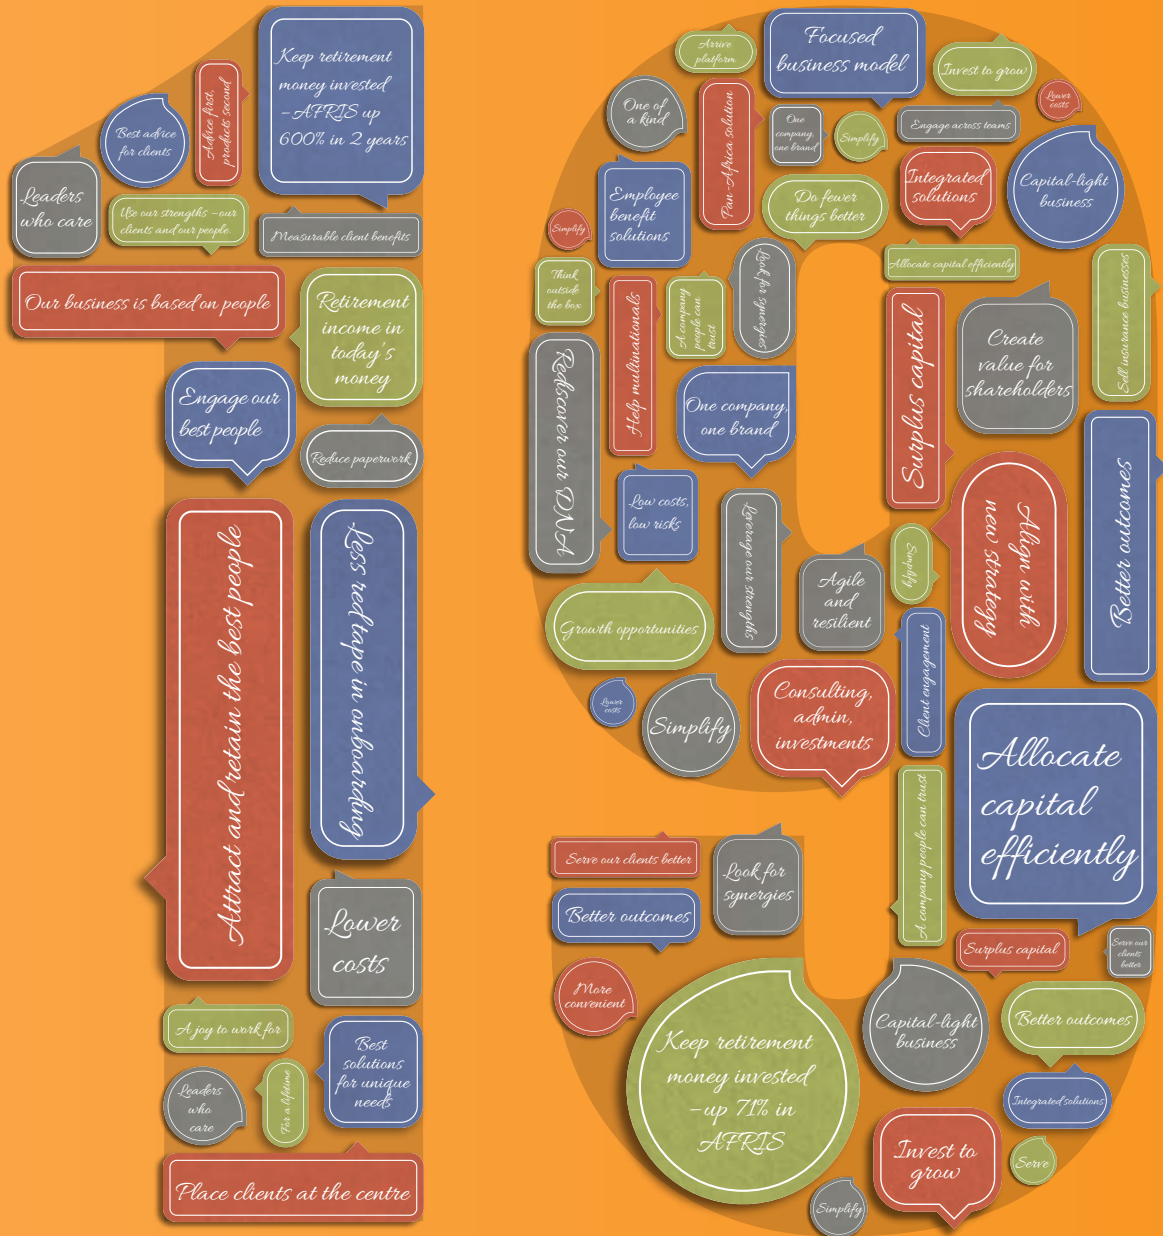 Keep retirement
money invested
–AFRIS up
600% in 2 years
Advice first,
products second
Best advice
for clients
Leaders
who care
Use our strengths – our
clients and our people.
Measurable client benefits
Our business is based on people
Retirement
income in
today's
money
Engage our
best people
Reduce paperwork
Attract and retain the best people
Less red tape in onboarding
Lower
costs
A joy to work for
Best
solutions
for unique
needs
Leaders
who
care
For a lifetime
Place clients at the centre
Arrive
platform
Focused
business model
Invest to grow
One of
a kind
Pan-Africa solution
One
company,
one brand
Simplify
Engage across teams
Lower
costs
Employee
benefit
solutions
Do fewer
things better
Integrated
solutions
Capital-light
business
Simplify
Think
outside
the box
Help multinationals
A company
people can
trust
Look for synergies
Allocate capital efficiently
Sell insurance businesses
Rediscover our DNA
One company,
one brand
Surplus capital
Create
value for
shareholders
Low costs,
low risks
Leverage our strengths
Agile
and
resilient
Simplify
Align with
new strategy
Better outcomes
Growth opportunities
Client engagement
Lower
costs
Simplify
Consulting,
admin,
investments
Allocate
capital
efficiently
A company people can trust
Serve our clients better
Look for
synergies
Better outcomes
Surplus capital
Serve our
clients
better
More
convenient
Keep retirement
money invested
–up 71% in
AFRIS
Capital-light
business
Better outcomes
Integrated solutions
Invest to
grow
Serve
Simplify